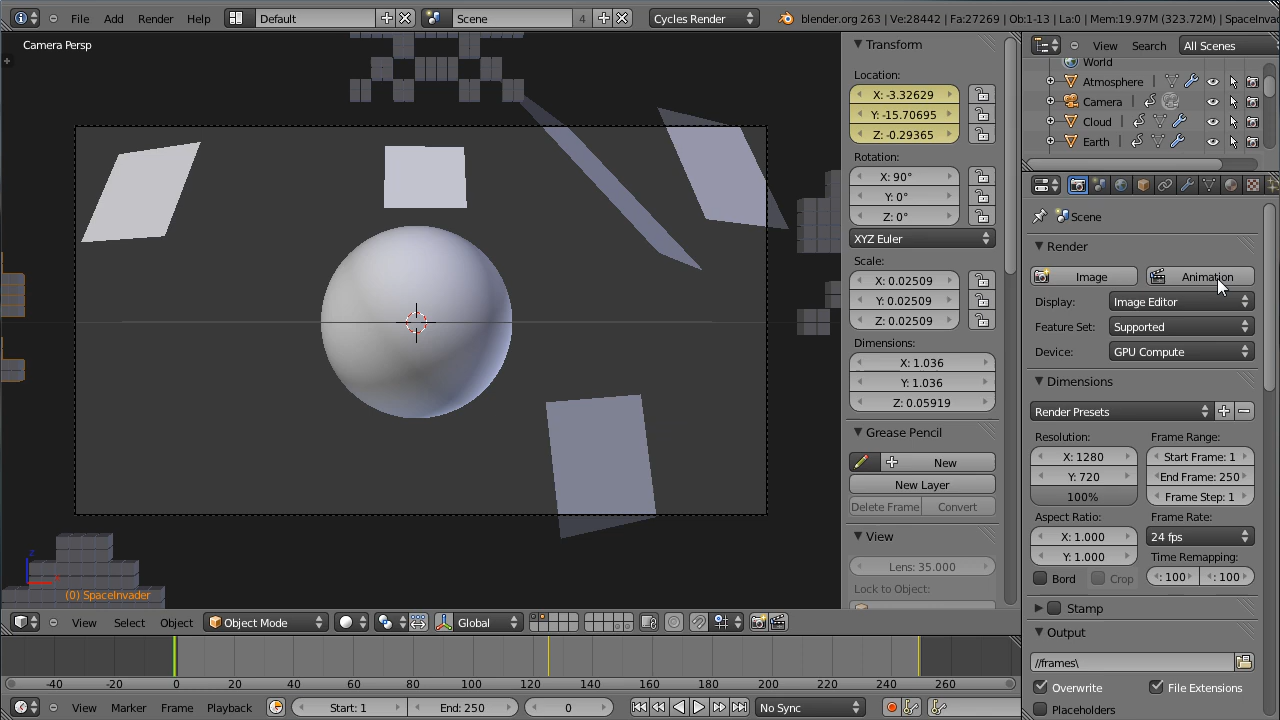 File Add Render Help Default Scene 4 Cycles Render blender.org 263 | Ve:28442 | Fa:27269 | Ob:1-13 | La:0 | Mem:19.97M (323.72M) | SpaceInva
Camera Persp
Transform
Location:
X: -3.32629
Y: -15.70695
Z: -0.29365
Rotation:
X: 90°
Y: 0°
Z: 0°
XYZ Euler
Scale:
X: 0.02509
Y: 0.02509
Z: 0.02509
Dimensions:
X: 1.036
Y: 1.036
Z: 0.05919
Grease Pencil
New
New Layer
Delete Frame Convert
View
Lens: 35.000
Lock to Object:
View Search All Scenes
World
Atmosphere
Camera
Cloud
Earth
Scene
Render
Image Animation
Display: Image Editor
Feature Set: Supported
Device: GPU Compute
Dimensions
Render Presets
Resolution: Frame Range:
X: 1280 Start Frame: 1
Y: 720 End Frame: 250
100% Frame Step: 1
Aspect Ratio: Frame Rate:
X: 1.000 24 fps
Y: 1.000 Time Remapping:
Bord Crop : 100 : 100
Stamp
Output
//frames\
Overwrite File Extensions
Placeholders
z
(0) SpaceInvader
View Select Object Object Mode Global
-40 -20 0 20 40 60 80 100 120 140 160 180 200 220 240 260
View Marker Frame Playback Start: 1 End: 250 0 No Sync